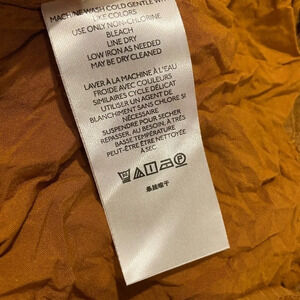 MACHINE WASH COLD GENTLE WITH
LIKE COLORS
USE ONLY NON-CHLORINE
BLEACH
LINE DRY
LOW IRON AS NEEDED
MAY BE DRY CLEANED
LAVER À LA MACHINE À L'EAU
FROIDE AVEC COULEURS
SIMILAIRES CYCLE DÉLICAT
UTILISER UN AGENT DE
BLANCHIMENT SANS CHLORE SI
NÉCESSAIRE
SUSPENDRE POUR SÉCHER
REPASSER, AU BESOIN, À TRÈS
BASSE TEMPÉRATURE
PEUT-ÊTRE ÊTRE NETTOYÉE
À SEC
悬挂晾干